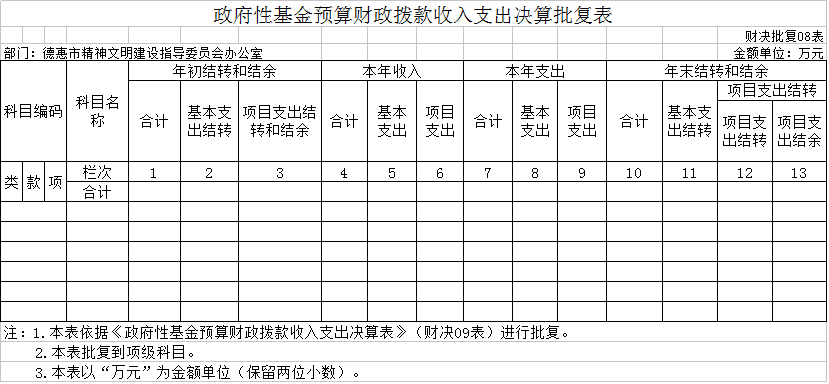 政府性基金预算财政拨款收入支出决算批复表
财决批复08表
部门：德惠市精神文明建设指导委员会办公室 金额单位：万元
科目编码 科目名称 年初结转和结余 本年收入 本年支出 年末结转和结余
合计 基本支出结转 项目支出结转和结余 合计 基本支出 项目支出 合计 基本支出 项目支出 合计 基本支出结转 项目支出结转
项目支出结转 项目支出结余
类 款 项 栏次 1 2 3 4 5 6 7 8 9 10 11 12 13
合计
注：1.本表依据《政府性基金预算财政拨款收入支出决算表》（财决09表）进行批复。
2.本表批复到项级科目。
3.本表以“万元”为金额单位（保留两位小数）。